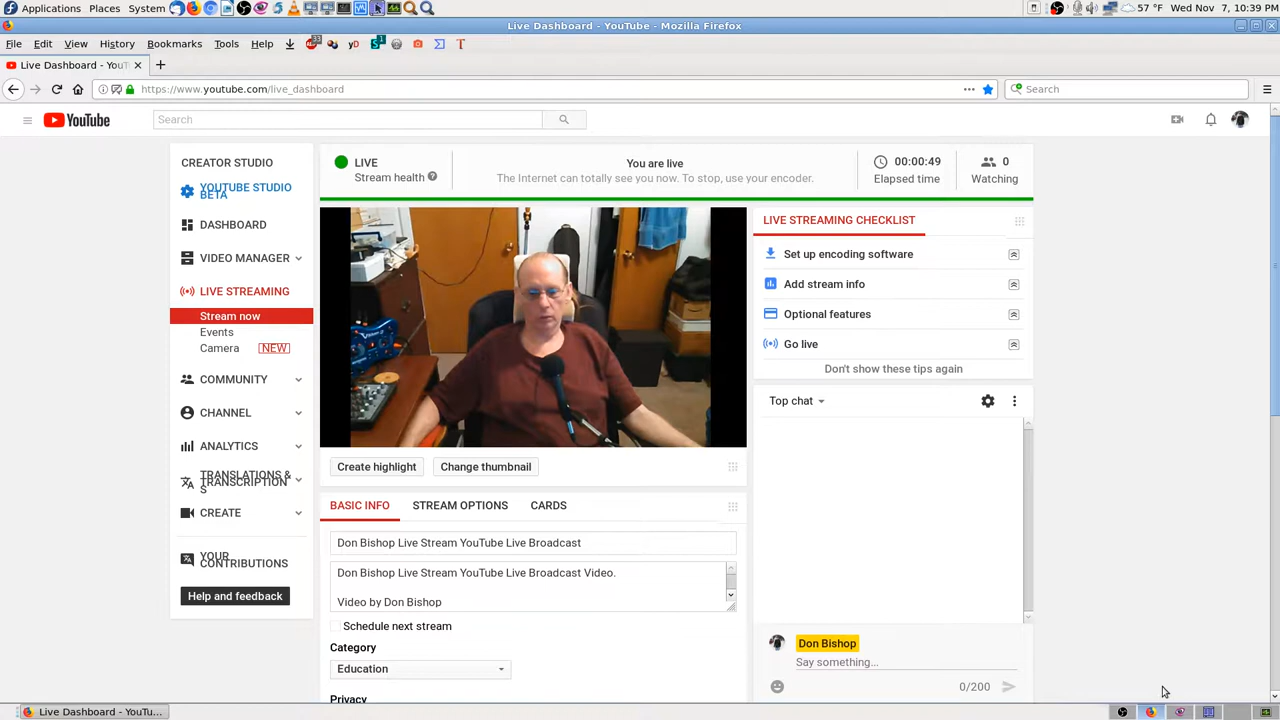 Applications Places System 57 °F Wed Nov 7, 10:39 PM
Live Dashboard - YouTube - Mozilla Firefox
File Edit View History Bookmarks Tools Help
Live Dashboard - YouT
https://www.youtube.com/live_dashboard
Search
YouTube
Search
CREATOR STUDIO
YOUTUBE STUDIO
BETA
DASHBOARD
VIDEO MANAGER
LIVE STREAMING
Stream now
Events
Camera NEW
COMMUNITY
CHANNEL
ANALYTICS
TRANSLATIONS &
TRANSCRIPTION
S
CREATE
YOUR
CONTRIBUTIONS
Help and feedback
LIVE
Stream health
You are live
The Internet can totally see you now. To stop, use your encoder.
00:00:49
Elapsed time
0
Watching
Create highlight Change thumbnail
BASIC INFO STREAM OPTIONS CARDS
Don Bishop Live Stream YouTube Live Broadcast
Don Bishop Live Stream YouTube Live Broadcast Video.
Video by Don Bishop
Schedule next stream
Category
Education
Privacy
LIVE STREAMING CHECKLIST
Set up encoding software
Add stream info
Optional features
Go live
Don't show these tips again
Top chat
Don Bishop
Say something...
0/200
Live Dashboard - YouTu...